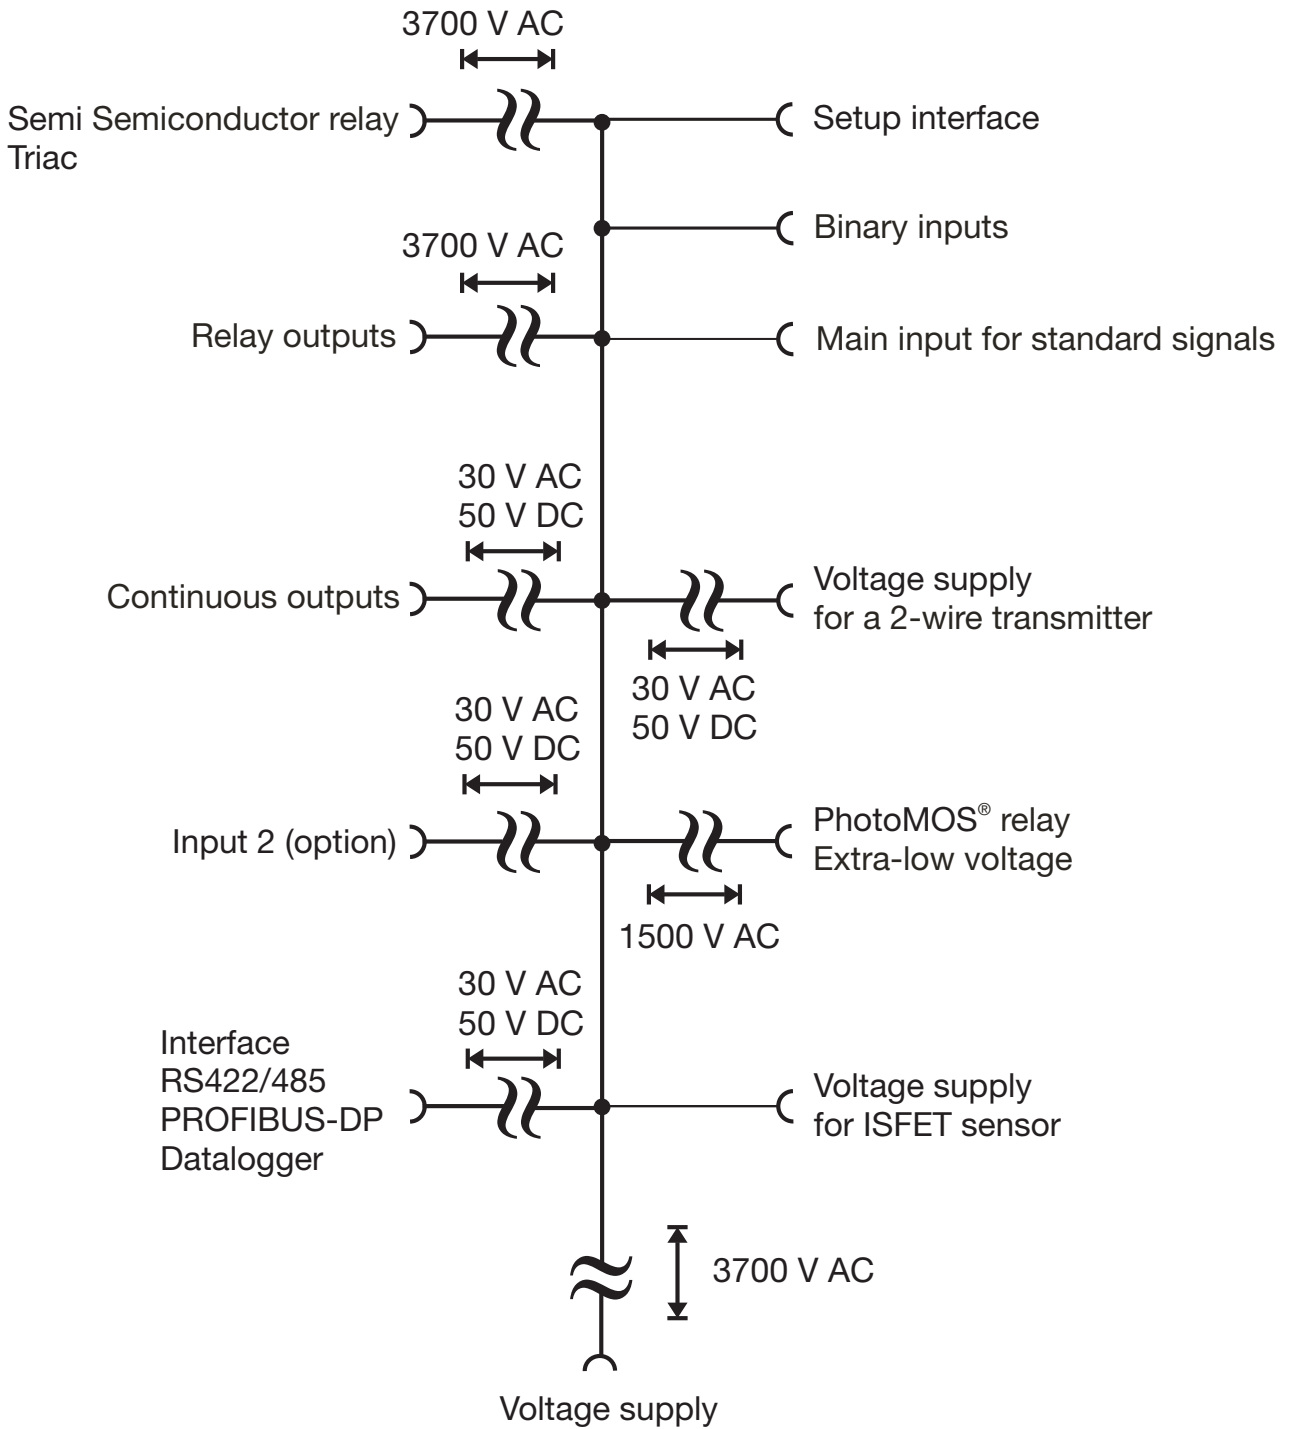 3700 V AC
Semi Semiconductor relay
Triac
Setup interface
Binary inputs
3700 V AC
Relay outputs
Main input for standard signals
30 V AC
50 V DC
Continuous outputs
Voltage supply
for a 2-wire transmitter
30 V AC
50 V DC
30 V AC
50 V DC
Input 2 (option)
PhotoMOS® relay
Extra-low voltage
1500 V AC
30 V AC
50 V DC
Interface
RS422/485
PROFIBUS-DP
Datalogger
Voltage supply
for ISFET sensor
3700 V AC
Voltage supply